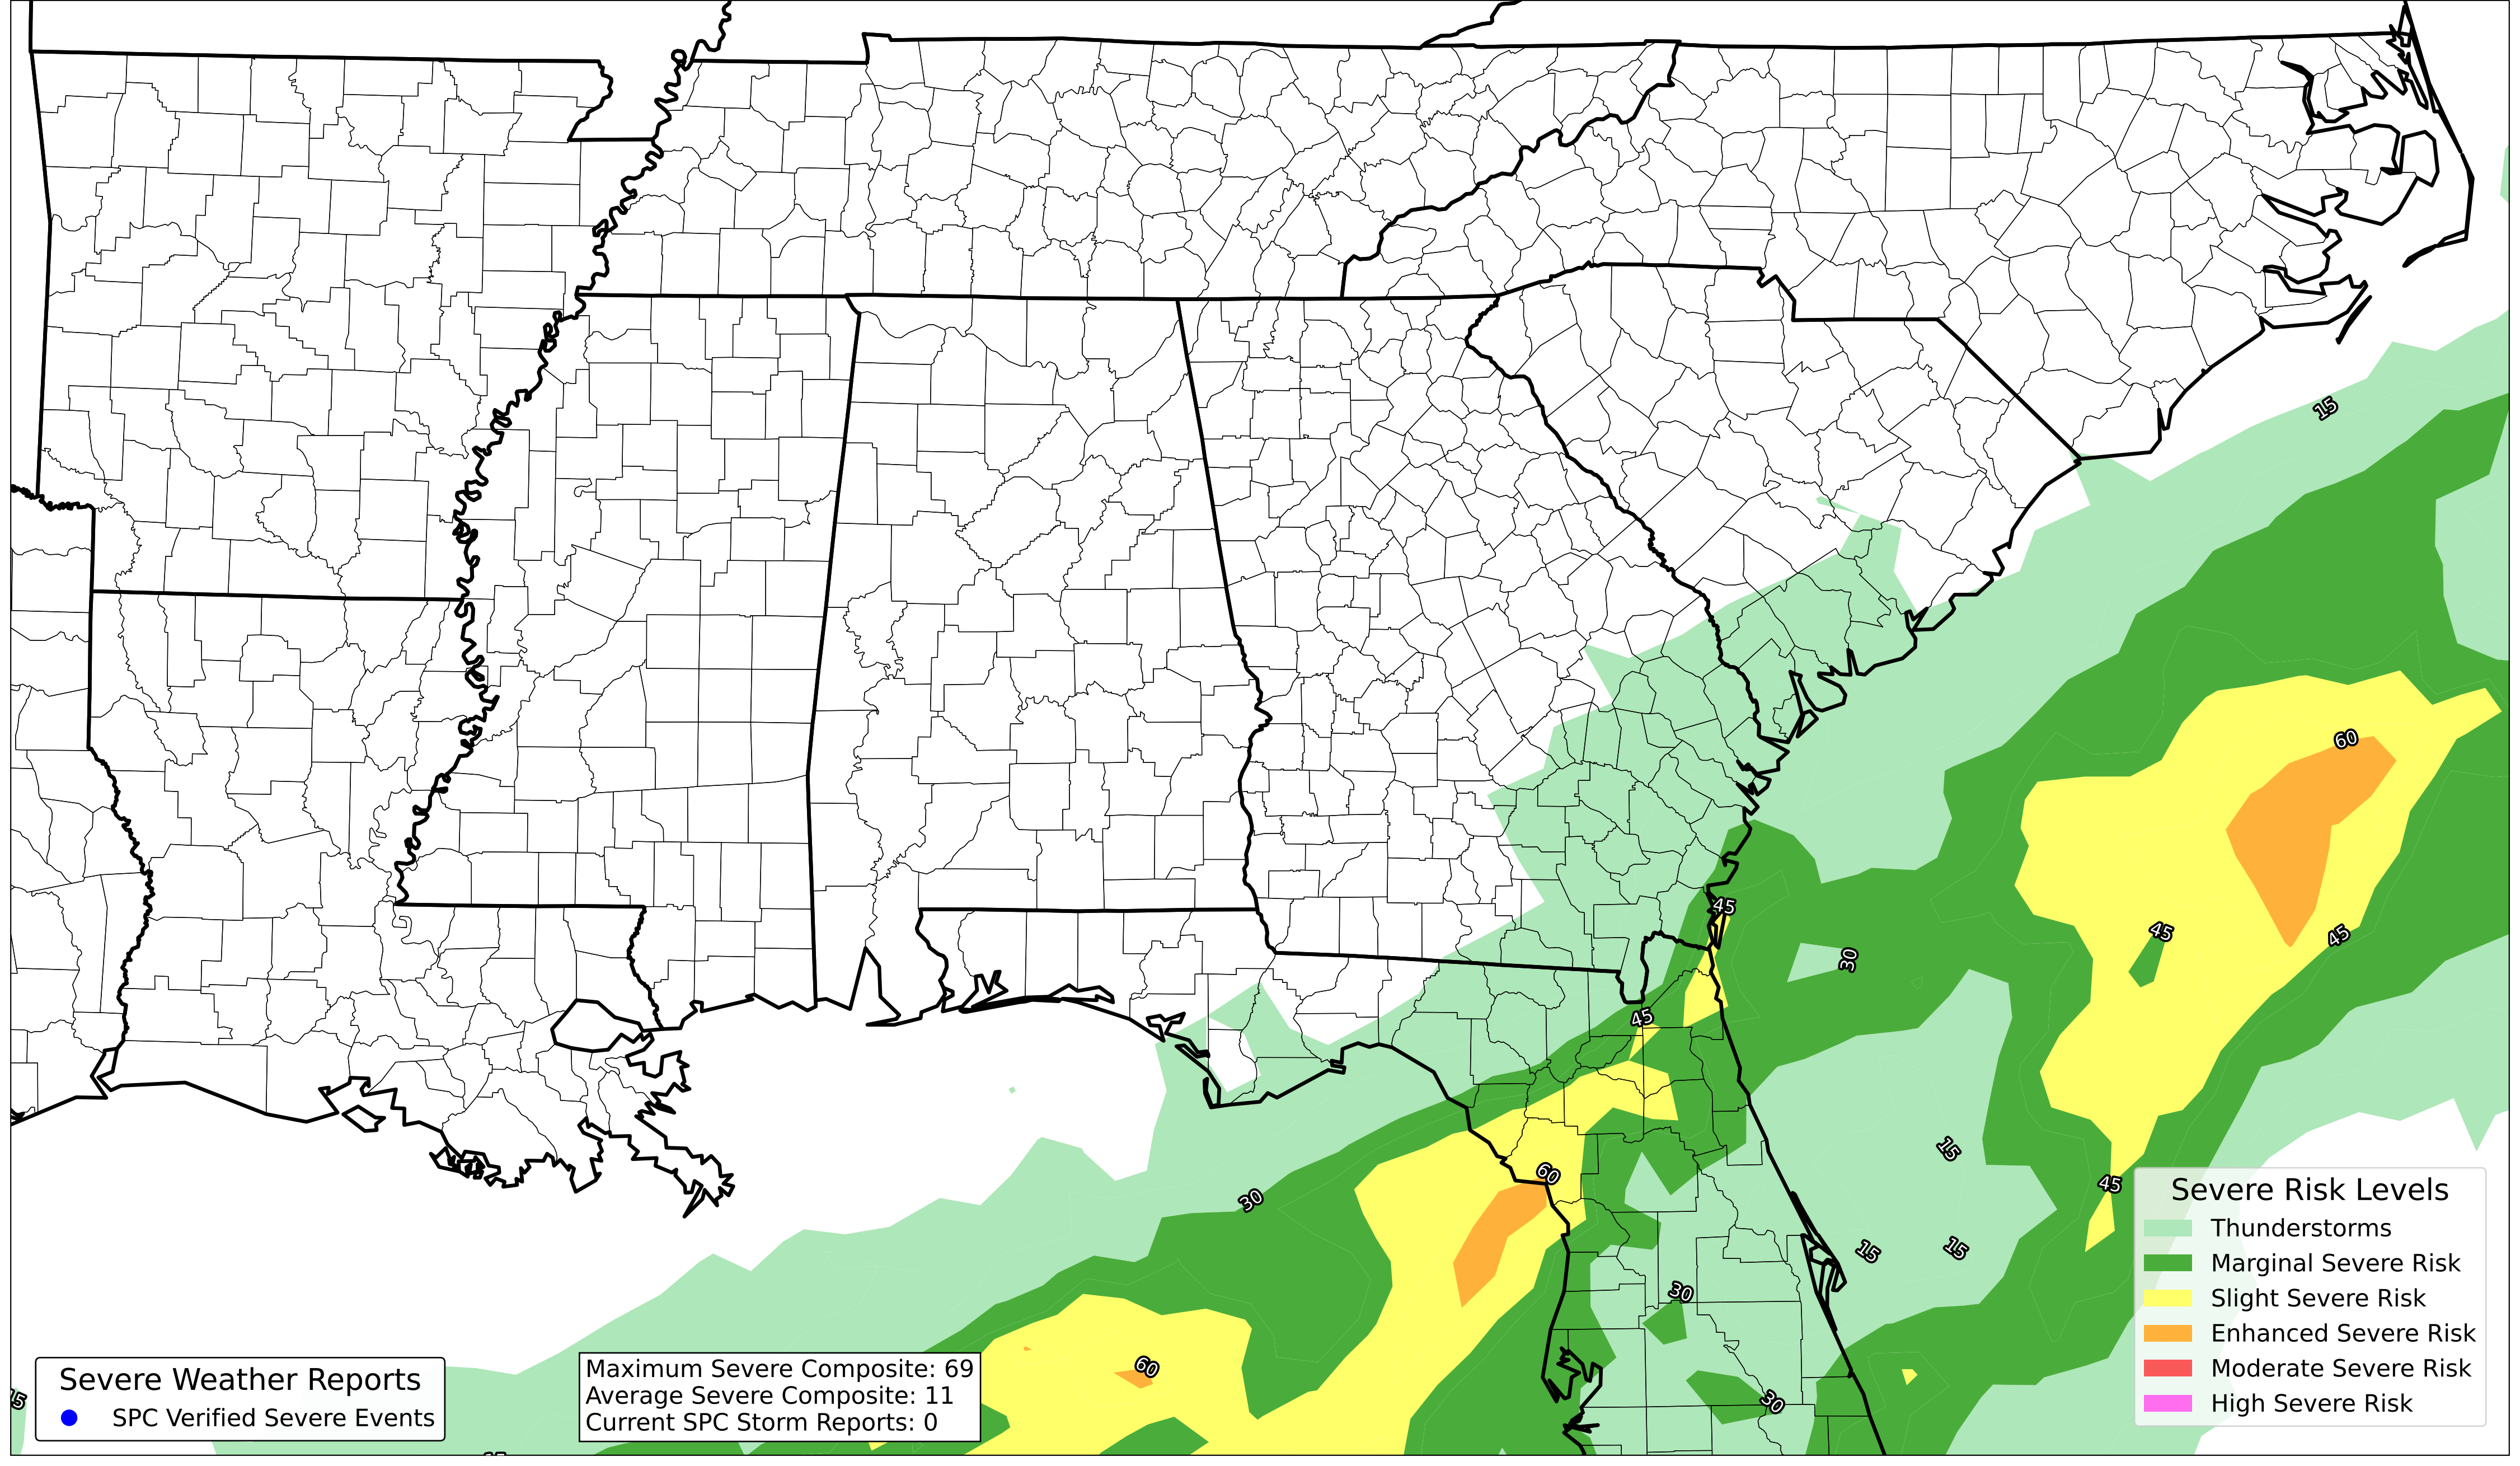 15
60
45
30
45
45
45
60
15
45
30
15
15
30
60
30
15
Severe Risk Levels
Thunderstorms
Marginal Severe Risk
Slight Severe Risk
Enhanced Severe Risk
Moderate Severe Risk
High Severe Risk
Severe Weather Reports
SPC Verified Severe Events
Maximum Severe Composite: 69
Average Severe Composite: 11
Current SPC Storm Reports: 0